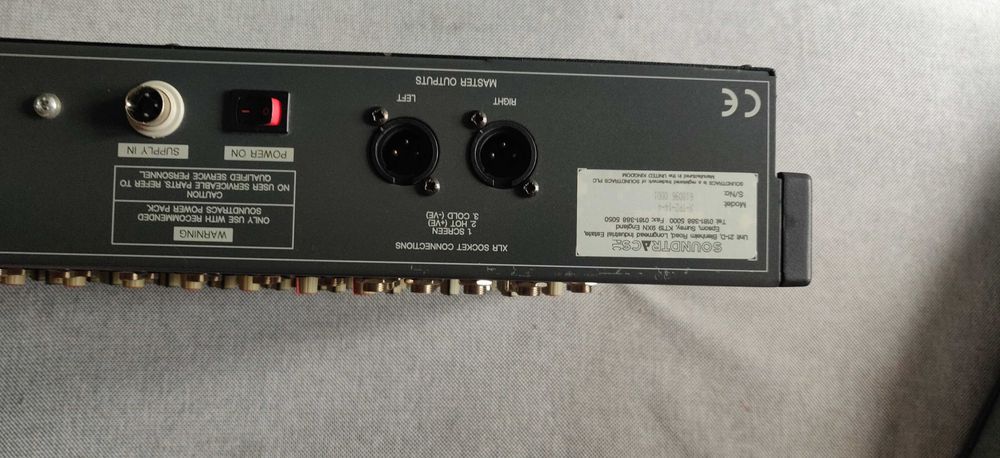 SOUNDTRACS PLC
Unit 21-D, Blenheim Road, Longmead Industrial Estate,
Epsom, Surrey, KT19 9XN England
Tel: 0181-388 5000 Fax: 0181-388 5050
Model:
S/No:
SOUNDTRACS is a registered trademark of SOUNDTRACS PLC
Manufactured in the UNITED KINGDOM
CE
XLR SOCKET CONNECTIONS
1. SCREEN
2. HOT (+VE)
3. COLD (-VE)
RIGHT
LEFT
MASTER OUTPUTS
WARNING
ONLY USE WITH RECOMMENDED
SOUNDTRACS POWER PACK
CAUTION
NO USER SERVICEABLE PARTS. REFER TO
QUALIFIED SERVICE PERSONNEL
POWER ON
SUPPLY IN